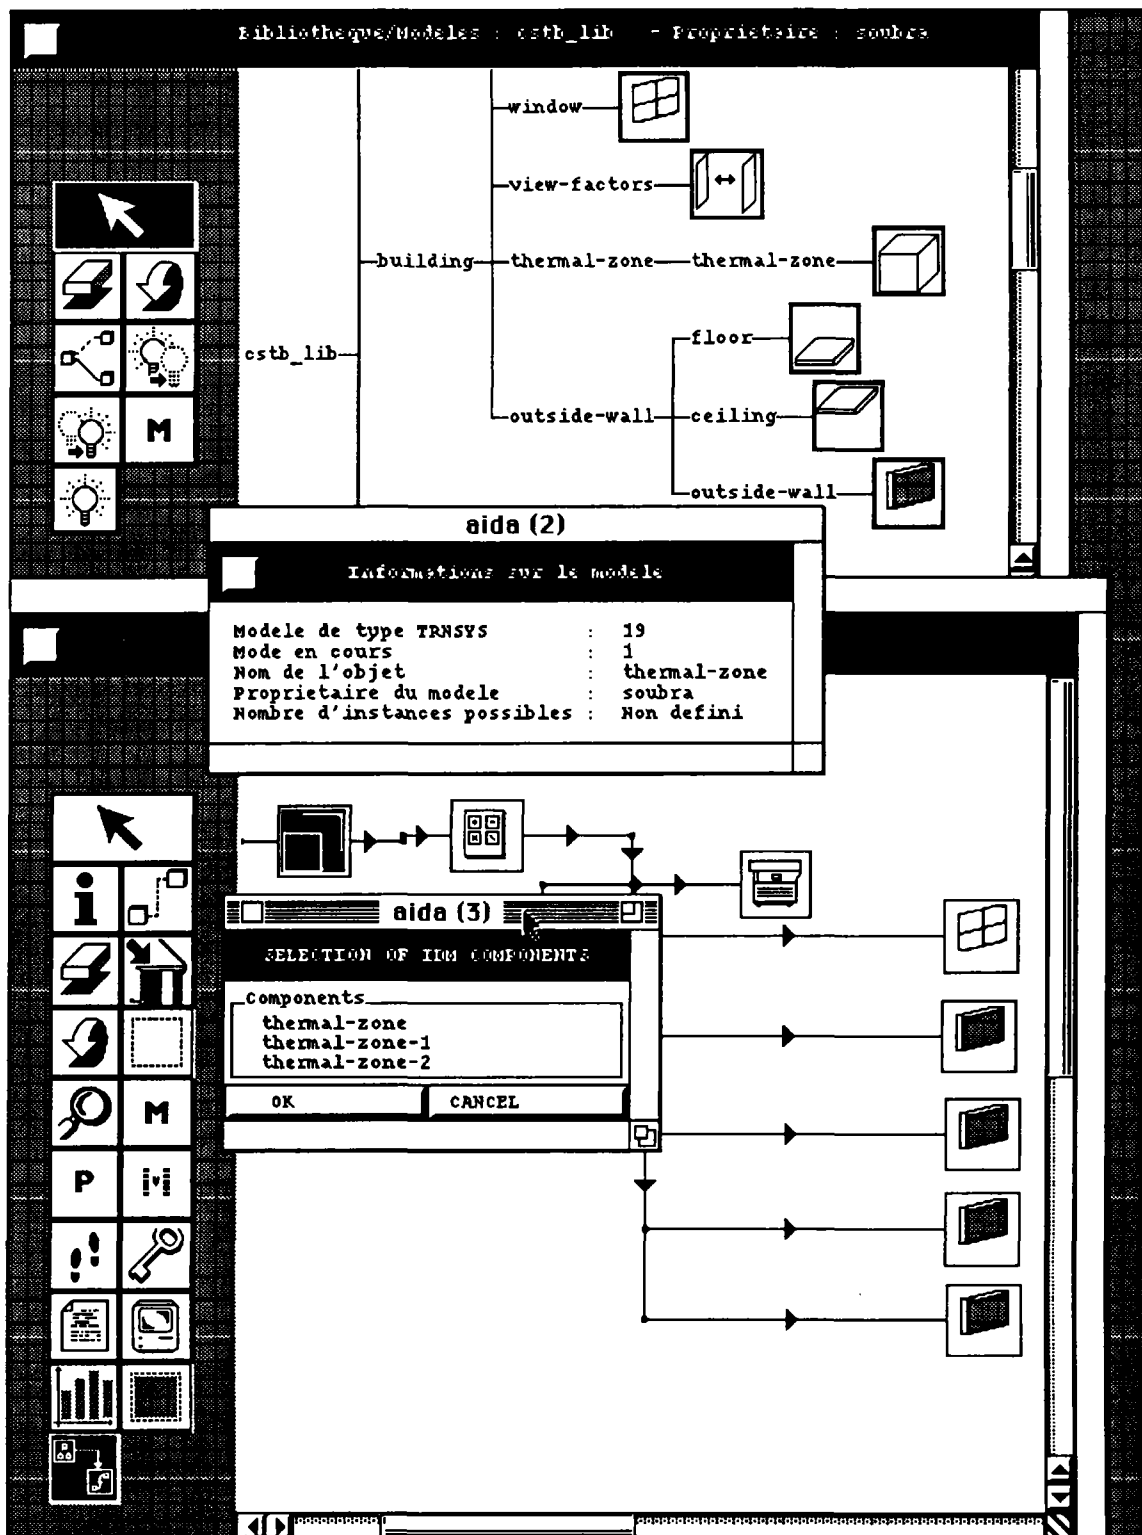 Bibliotheque/Modeles : cstb_lib - Proprietaire : soubra
window
view-factors
building thermal-zone thermal-zone
floor
cstb_lib
outside-wall ceiling
M
outside-wall
aida (2)
Informations sur le modele
Modele de type TRNSYS : 19
Mode en cours : 1
Nom de l'objet : thermal-zone
Proprietaire du modele : soubra
Nombre d'instances possibles : Non defini
i
aida (3)
SELECTION OF IDM COMPONENTS
Components
thermal-zone
thermal-zone-1
thermal-zone-2
OK CANCEL
M
P